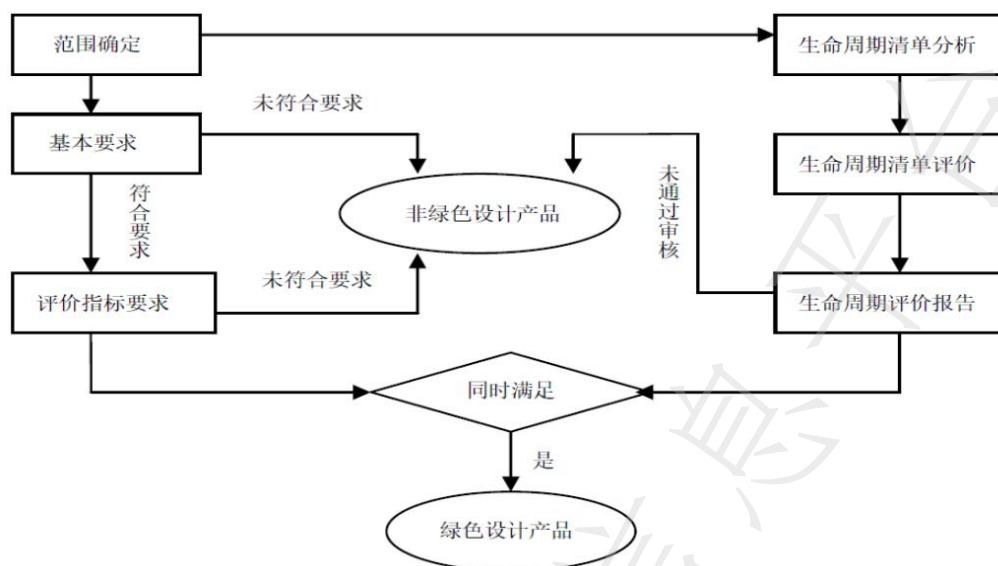 范围确定
生命周期清单分析
未符合要求
基本要求
生命周期清单评价
符合要求
非绿色设计产品
未通过审核
未符合要求
评价指标要求
生命周期评价报告
同时满足
是
绿色设计产品